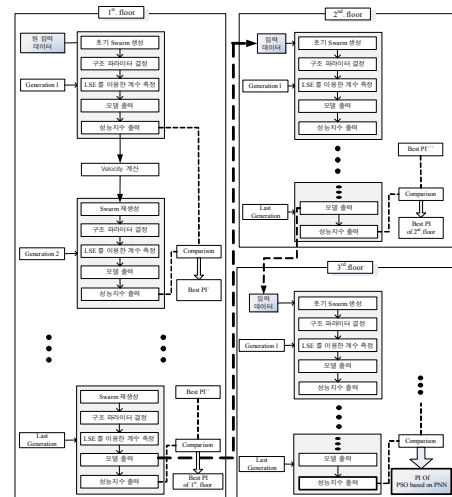 1st. floor
원 입력
데이터
초기 Swarm 생성
구조 파라미터 결정
Generation 1
LSE 를 이용한 계수 측정
모델 출력
성능지수 출력
Velocity 계산
Swarm 재생성
구조 파라미터 결정
Generation 2
LSE 를 이용한 계수 측정
모델 출력
성능지수 출력
Comparison
Best PI'
Swarm 재생성
구조 파라미터 결정
Last
Generation
LSE 를 이용한 계수 측정
모델 출력
성능지수 출력
Best PI''
Comparison
Best PI
of 1st. floor
2nd. floor
입력
데이터
초기 Swarm 생성
구조 파라미터 결정
Generation 1
LSE 를 이용한 계수 측정
모델 출력
성능지수 출력
Best PI'''
Last
Generation
모델 출력
성능지수 출력
Comparison
Best PI
of 2nd. floor
3rd. floor
입력
데이터
초기 Swarm 생성
구조 파라미터 결정
Generation 1
LSE 를 이용한 계수 측정
모델 출력
성능지수 출력
Last
Generation
모델 출력
성능지수 출력
Comparison
PI Of
PSO based on PNN